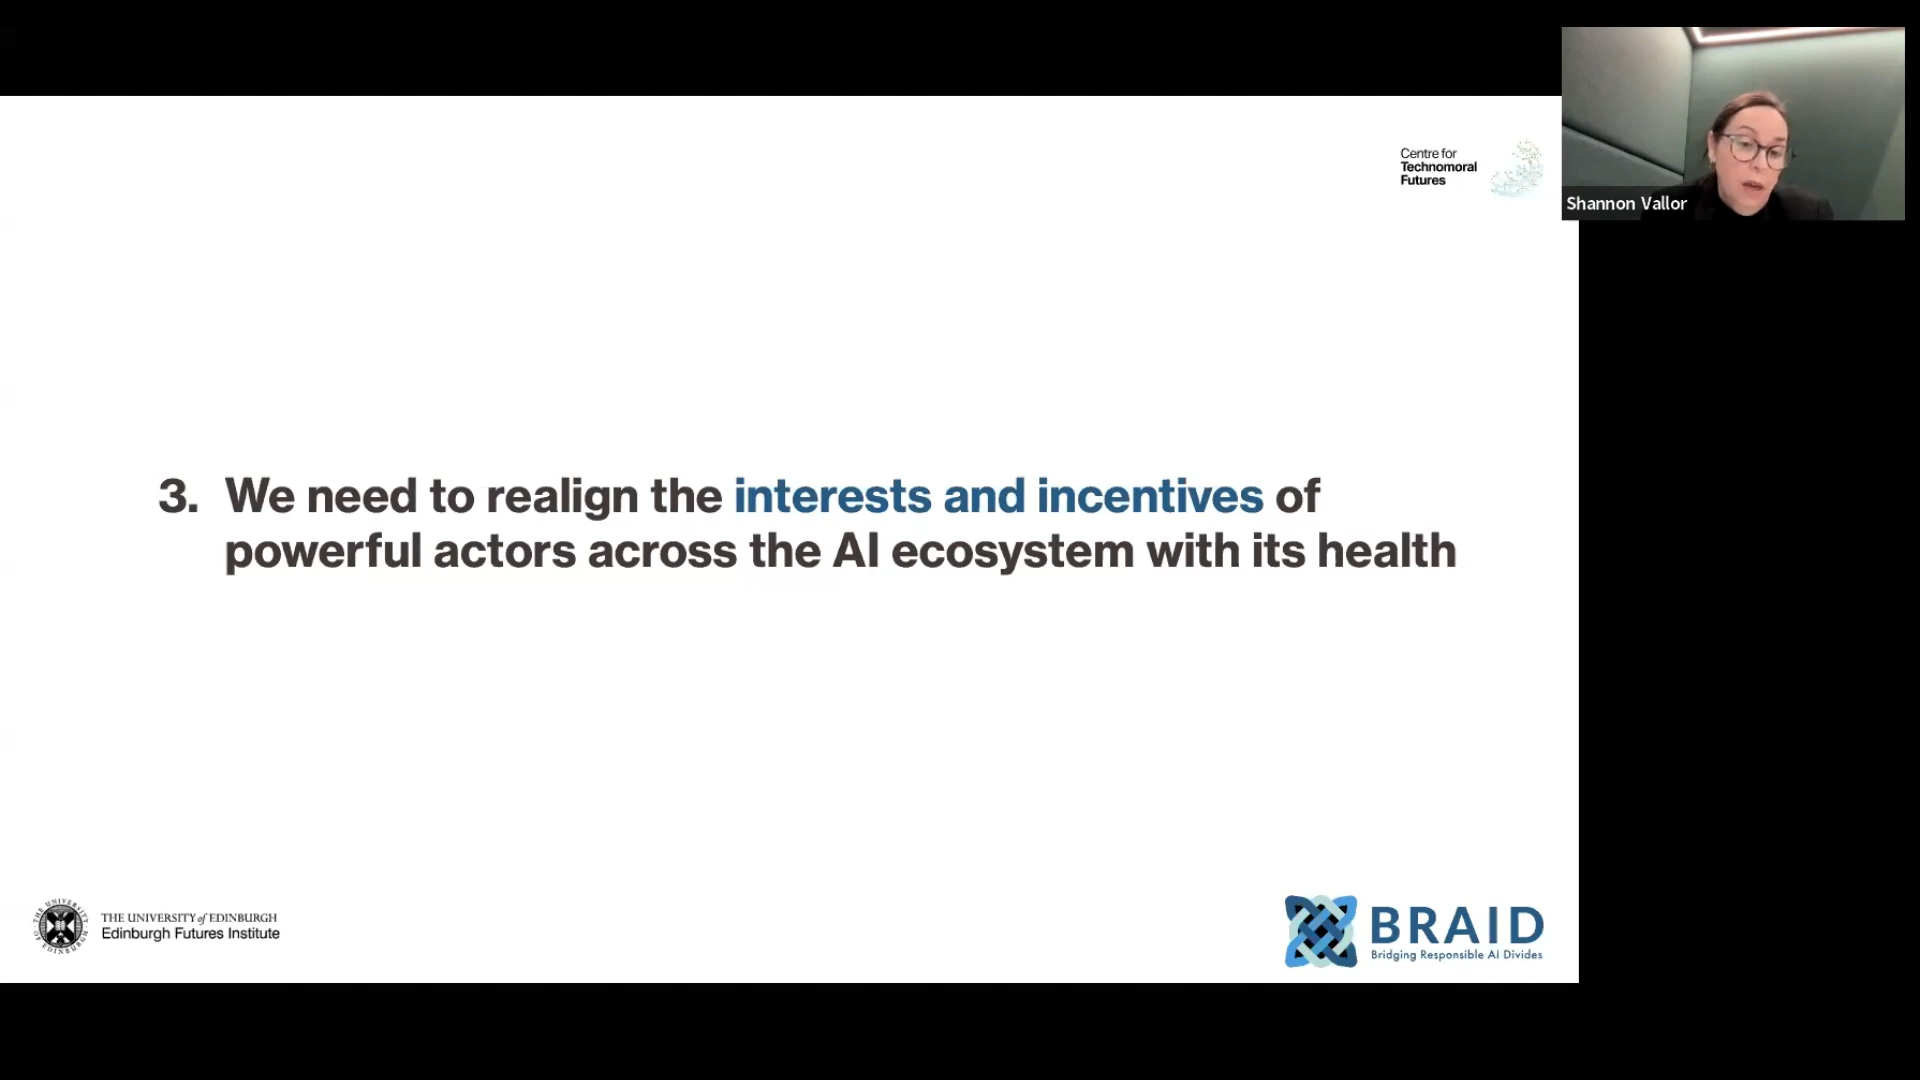 Centre for
Technomoral
Futures
Shannon Vallor
3. We need to realign the interests and incentives of
powerful actors across the AI ecosystem with its health
THE UNIVERSITY of EDINBURGH
Edinburgh Futures Institute
BRAID
Bridging Responsible AI Divides